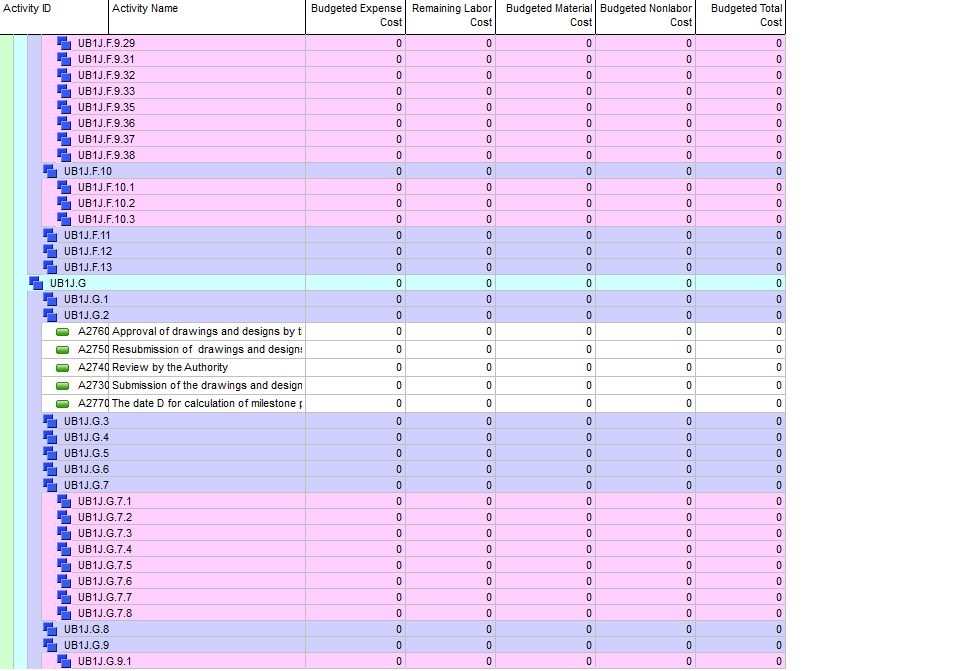 Activity ID Activity Name Budgeted Expense Cost Remaining Labor Cost Budgeted Material Cost Budgeted Nonlabor Cost Budgeted Total Cost
UB1J.F.9.29 0 0 0 0 0
UB1J.F.9.31 0 0 0 0 0
UB1J.F.9.32 0 0 0 0 0
UB1J.F.9.33 0 0 0 0 0
UB1J.F.9.35 0 0 0 0 0
UB1J.F.9.36 0 0 0 0 0
UB1J.F.9.37 0 0 0 0 0
UB1J.F.9.38 0 0 0 0 0
UB1J.F.10 0 0 0 0 0
UB1J.F.10.1 0 0 0 0 0
UB1J.F.10.2 0 0 0 0 0
UB1J.F.10.3 0 0 0 0 0
UB1J.F.11 0 0 0 0 0
UB1J.F.12 0 0 0 0 0
UB1J.F.13 0 0 0 0 0
UB1J.G 0 0 0 0 0
UB1J.G.1 0 0 0 0 0
UB1J.G.2 0 0 0 0 0
A2760 Approval of drawings and designs by t 0 0 0 0 0
A2750 Resubmission of drawings and designs 0 0 0 0 0
A2740 Review by the Authority 0 0 0 0 0
A2730 Submission of the drawings and design 0 0 0 0 0
A2770 The date D for calculation of milestone p 0 0 0 0 0
UB1J.G.3 0 0 0 0 0
UB1J.G.4 0 0 0 0 0
UB1J.G.5 0 0 0 0 0
UB1J.G.6 0 0 0 0 0
UB1J.G.7 0 0 0 0 0
UB1J.G.7.1 0 0 0 0 0
UB1J.G.7.2 0 0 0 0 0
UB1J.G.7.3 0 0 0 0 0
UB1J.G.7.4 0 0 0 0 0
UB1J.G.7.5 0 0 0 0 0
UB1J.G.7.6 0 0 0 0 0
UB1J.G.7.7 0 0 0 0 0
UB1J.G.7.8 0 0 0 0 0
UB1J.G.8 0 0 0 0 0
UB1J.G.9 0 0 0 0 0
UB1J.G.9.1 0 0 0 0 0